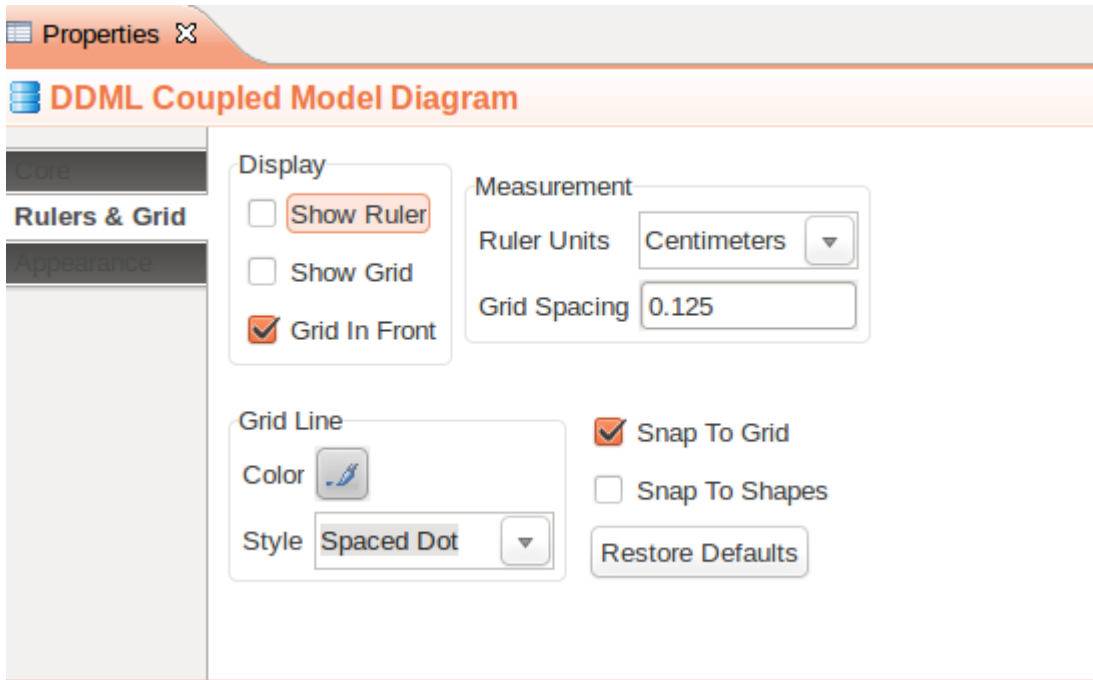 Properties
DDML Coupled Model Diagram
Core
Rulers & Grid
Appearance
Display
Show Ruler
Show Grid
Grid In Front
Measurement
Ruler Units Centimeters
Grid Spacing 0.125
Grid Line
Color
Style Spaced Dot
Snap To Grid
Snap To Shapes
Restore Defaults